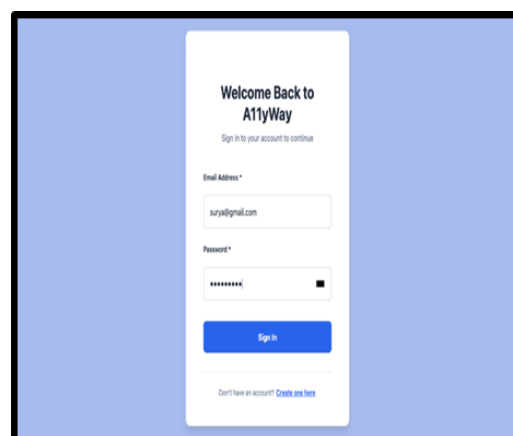 Welcome Back to
A11yWay
Sign in to your account to continue
Email Address *
surya@gmail.com
Password *
•••••••••
Sign In
Don't have an account? Create one here